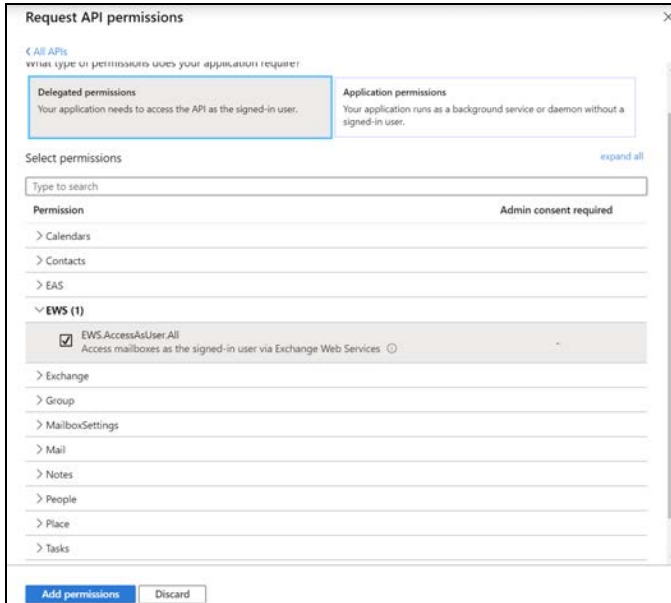 Request API permissions
All APIs
What type of permissions does your application require?
Delegated permissions
Your application needs to access the API as the signed-in user.
Application permissions
Your application runs as a background service or daemon without a
signed-in user.
Select permissions
expand all
Type to search
Permission
Admin consent required
Calendars
Contacts
EAS
EWS (1)
EWS.AccessAsUser.All
Access mailboxes as the signed-in user via Exchange Web Services
-
Exchange
Group
MailboxSettings
Mail
Notes
People
Place
Tasks
Add permissions
Discard